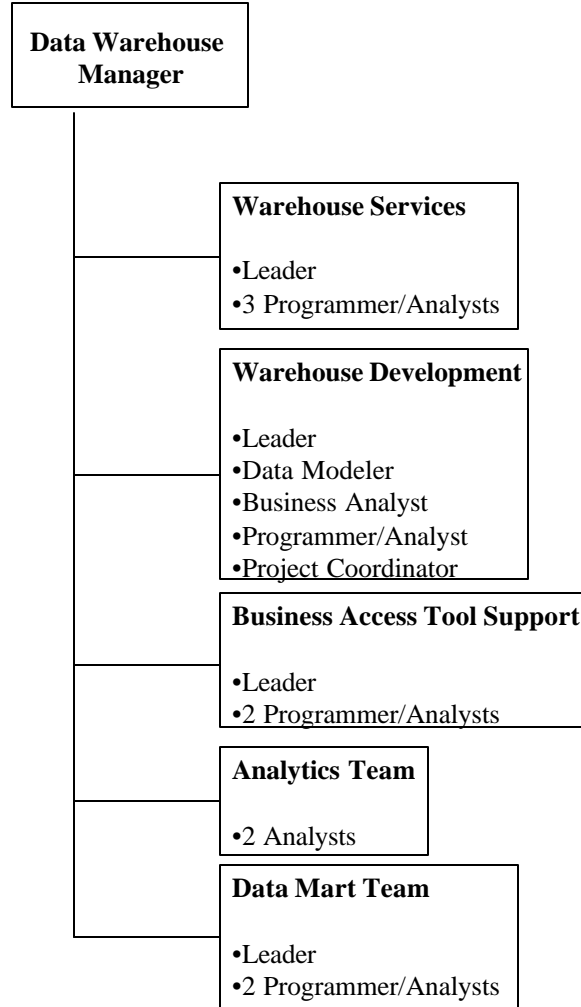 Data Warehouse
Manager
Warehouse Services
•Leader
•3 Programmer/Analysts
Warehouse Development
•Leader
•Data Modeler
•Business Analyst
•Programmer/Analyst
•Project Coordinator
Business Access Tool Support
•Leader
•2 Programmer/Analysts
Analytics Team
•2 Analysts
Data Mart Team
•Leader
•2 Programmer/Analysts